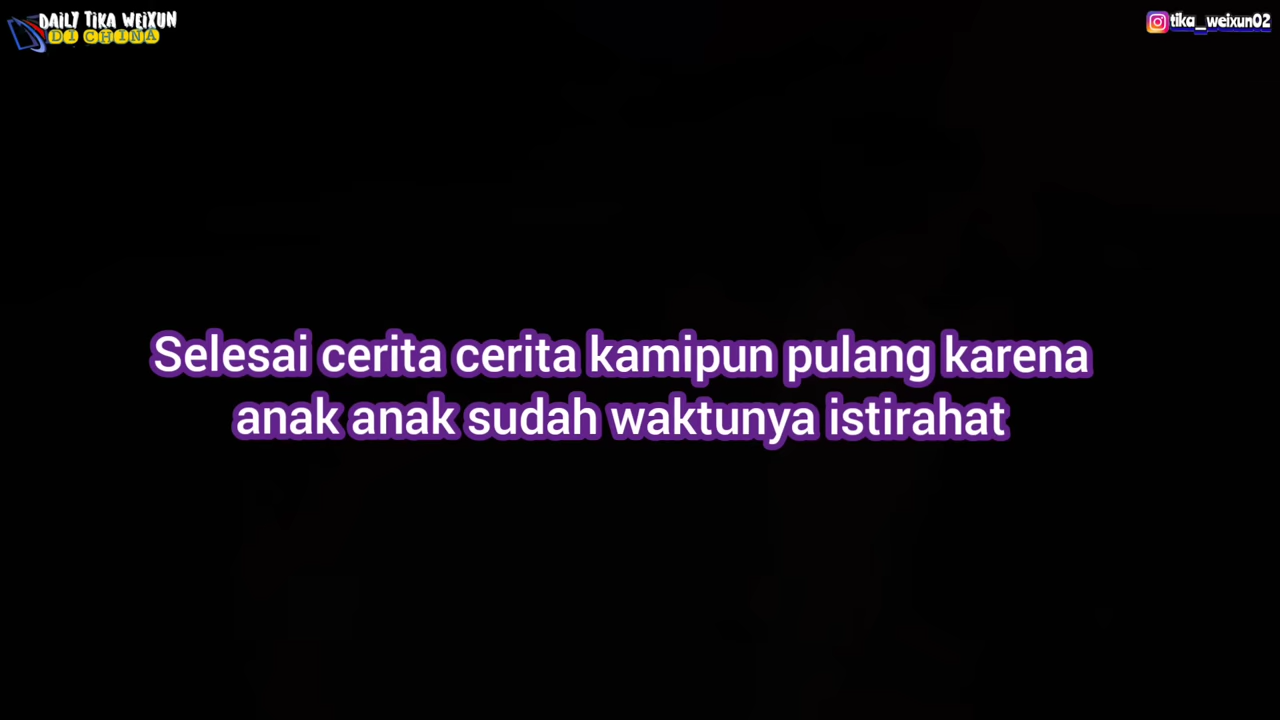 DAILY TIKA WEIXUN
DI CHINA
tika_weixun02
Selesai cerita cerita kamipun pulang karena
anak anak sudah waktunya istirahat